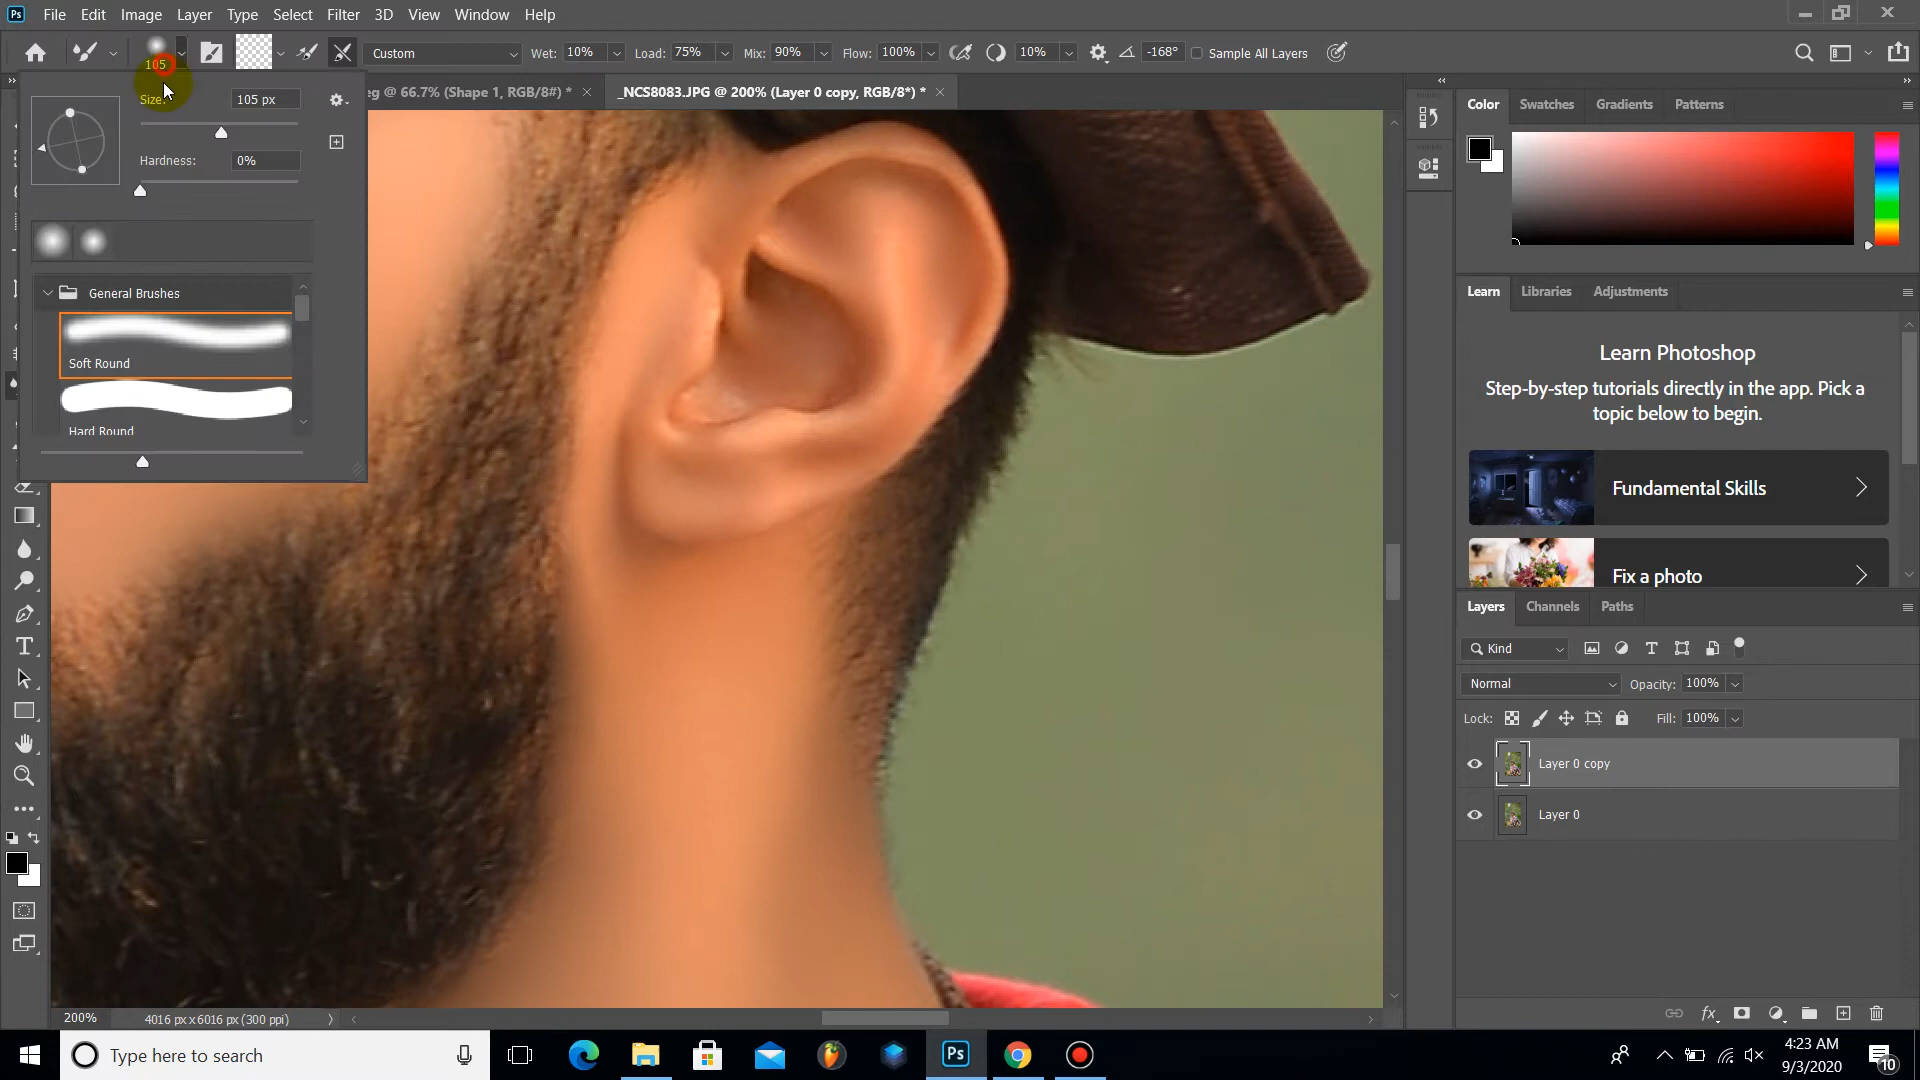 Ps File Edit Image Layer Type Select Filter 3D View Window Help
105 Custom Wet: 10% Load: 75% Mix: 90% Flow: 100% 10% -168° Sample All Layers
eg @ 66.7% (Shape 1, RGB/8#) * × _NCS8083.JPG @ 200% (Layer 0 copy, RGB/8*) * ×
Size: 105 px
Hardness: 0%
General Brushes
Soft Round
Hard Round
Color Swatches Gradients Patterns
Learn Libraries Adjustments
Learn Photoshop
Step-by-step tutorials directly in the app. Pick a
topic below to begin.
Fundamental Skills
Fix a photo
Layers Channels Paths
Kind
Normal Opacity: 100%
Lock: Fill: 100%
Layer 0 copy
Layer 0
200% 4016 px x 6016 px (300 ppi)
Type here to search
Ps
4:23 AM
9/3/2020
10